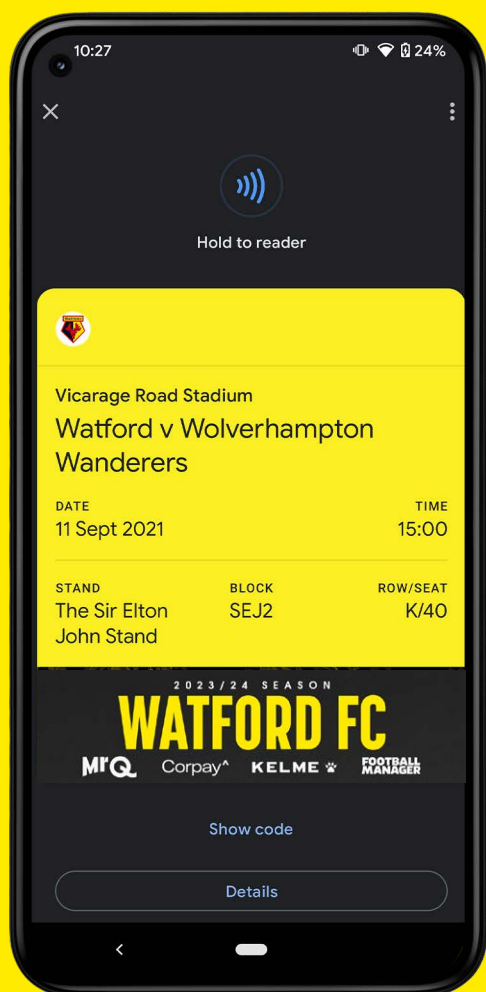 10:27
24%
Hold to reader
Vicarage Road Stadium
Watford v Wolverhampton
Wanderers
DATE
TIME
11 Sept 2021
15:00
STAND
BLOCK
ROW/SEAT
The Sir Elton
SEJ2
K/40
John Stand
2023/24 SEASON
WATFORD FC
MrQ Corpay^ KELME FOOTBALL
MANAGER
Show code
Details